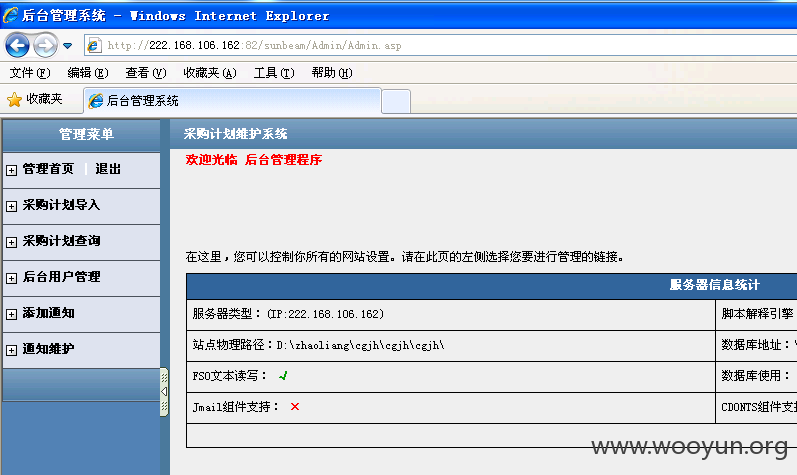 后台管理系统 - Windows Internet Explorer
http://222.168.106.162:82/sunbeam/Admin/Admin.asp
文件(F) 编辑(E) 查看(V) 收藏夹(A) 工具(T) 帮助(H)
收藏夹 后台管理系统
管理菜单
采购计划维护系统
管理首页 退出
采购计划导入
采购计划查询
后台用户管理
添加通知
通知维护
欢迎光临 后台管理程序
在这里，您可以控制你所有的网站设置。请在此页的左侧选择您要进行管理的链接。
服务器信息统计
服务器类型：(IP:222.168.106.162) 脚本解释引擎
站点物理路径：D:\zhaoliang\cgjh\cgjh\cgjh\ 数据库地址：
FSO文本读写：√ 数据库使用：
Jmail组件支持：× CDONTS组件支
www.wooyun.org